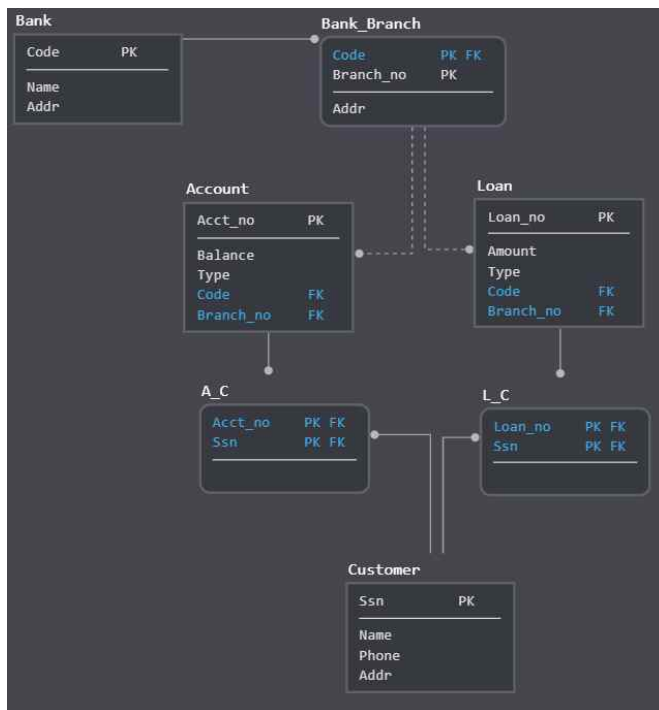 Bank
Code PK
Name
Addr
Bank_Branch
Code PK FK
Branch_no PK
Addr
Account
Acct_no PK
Balance
Type
Code FK
Branch_no FK
Loan
Loan_no PK
Amount
Type
Code FK
Branch_no FK
A_C
Acct_no PK FK
Ssn PK FK
L_C
Loan_no PK FK
Ssn PK FK
Customer
Ssn PK
Name
Phone
Addr